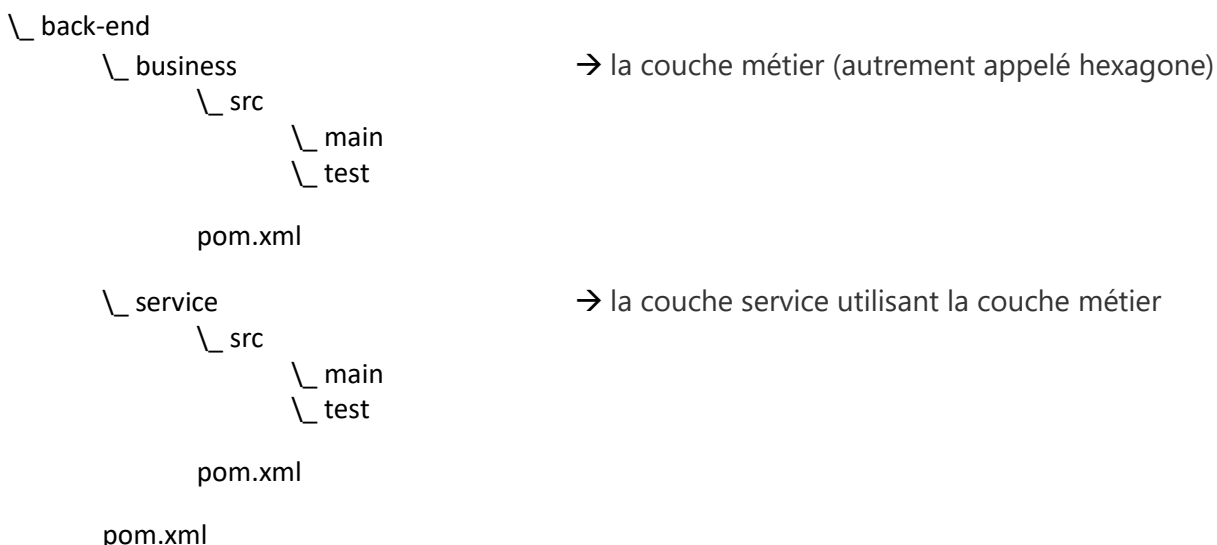 \_ back-end
\_ business → la couche métier (autrement appelé hexagone)
\_ src
\_ main
\_ test
pom.xml
\_ service → la couche service utilisant la couche métier
\_ src
\_ main
\_ test
pom.xml
pom.xml